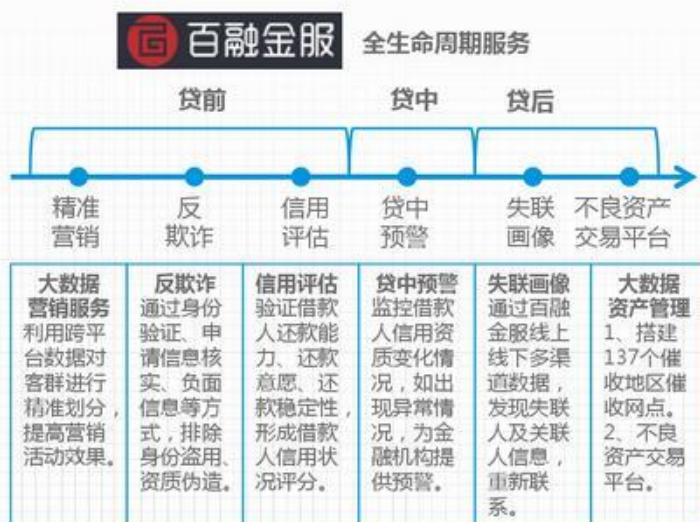 百融金服 全生命周期服务
贷前 贷中 贷后
精准
营销
反
欺诈
信用
评估
贷中
预警
失联
画像
不良资产
交易平台
大数据
营销服务
利用跨平
台数据对
客群进行
精准划分，
提高营销
活动效果。
反欺诈
通过身份
验证、申
请信息核
实、负面
信息等方
式，排除
身份盗用、
资质伪造。
信用评估
验证借款
人还款能
力、还款
意愿、还
款稳定性，
形成借款
人信用状
况评分。
贷中预警
监控借款
人信用资
质变化情
况，如出
现异常情
况，为金
融机构提
供预警。
失联画像
通过百融
金服线上
线下多渠
道数据，
发现失联
人及关联
人信息，
重新联
系。
大数据
资产管理
1、搭建
137个催
收地区催
收网点。
2、不良
资产交易
平台。